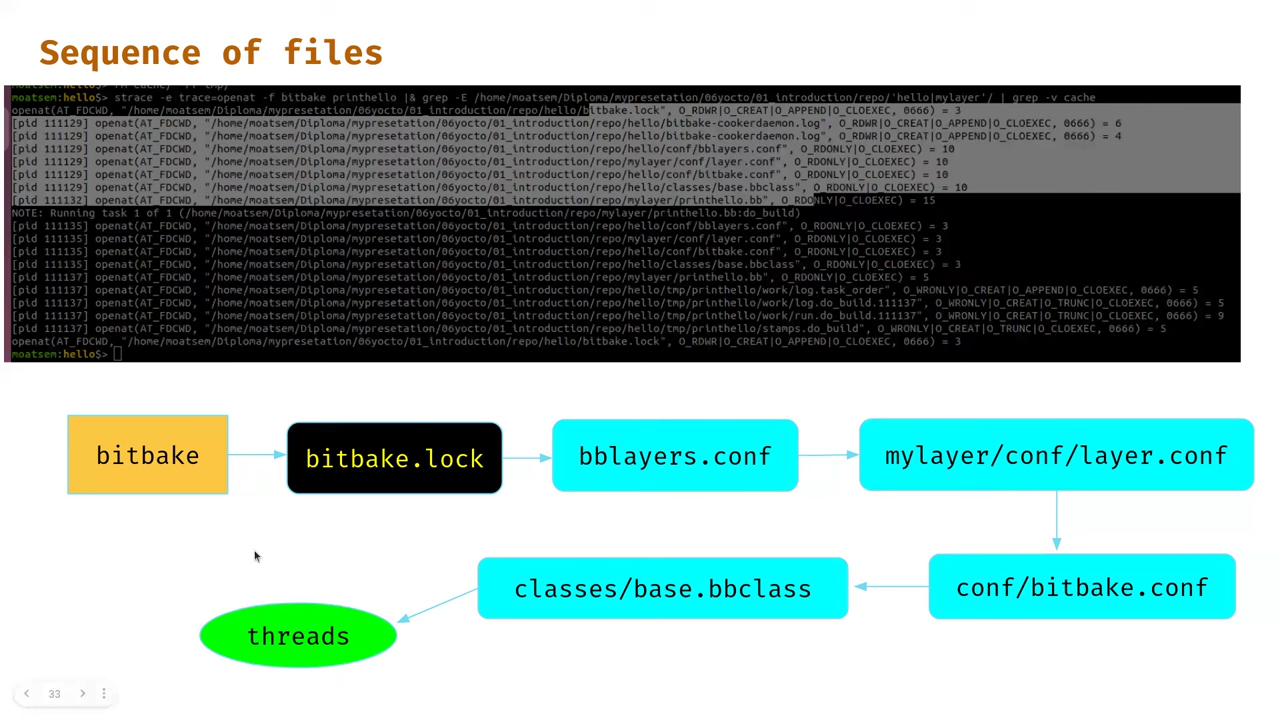 Sequence of files
moatsem:hello$> strace -e trace=openat -f bitbake printhello |& grep -E /home/moatsem/Diploma/mypresetation/06yocto/01_introduction/repo/'hello|mylayer'/ | grep -v cache
openat(AT_FDCWD, "/home/moatsem/Diploma/mypresetation/06yocto/01_introduction/repo/hello/bitbake.lock", O_RDWR|O_CREAT|O_APPEND|O_CLOEXEC, 0666) = 3
[pid 111129] openat(AT_FDCWD, "/home/moatsem/Diploma/mypresetation/06yocto/01_introduction/repo/hello/bitbake-cookerdaemon.log", O_RDWR|O_CREAT|O_APPEND|O_CLOEXEC, 0666) = 6
[pid 111129] openat(AT_FDCWD, "/home/moatsem/Diploma/mypresetation/06yocto/01_introduction/repo/hello/bitbake-cookerdaemon.log", O_RDWR|O_CREAT|O_APPEND|O_CLOEXEC, 0666) = 4
[pid 111129] openat(AT_FDCWD, "/home/moatsem/Diploma/mypresetation/06yocto/01_introduction/repo/hello/conf/bblayers.conf", O_RDONLY|O_CLOEXEC) = 10
[pid 111129] openat(AT_FDCWD, "/home/moatsem/Diploma/mypresetation/06yocto/01_introduction/repo/mylayer/conf/layer.conf", O_RDONLY|O_CLOEXEC) = 10
[pid 111129] openat(AT_FDCWD, "/home/moatsem/Diploma/mypresetation/06yocto/01_introduction/repo/hello/conf/bitbake.conf", O_RDONLY|O_CLOEXEC) = 10
[pid 111129] openat(AT_FDCWD, "/home/moatsem/Diploma/mypresetation/06yocto/01_introduction/repo/hello/classes/base.bbclass", O_RDONLY|O_CLOEXEC) = 10
[pid 111132] openat(AT_FDCWD, "/home/moatsem/Diploma/mypresetation/06yocto/01_introduction/repo/mylayer/printhello.bb", O_RDONLY|O_CLOEXEC) = 15
NOTE: Running task 1 of 1 (/home/moatsem/Diploma/mypresetation/06yocto/01_introduction/repo/mylayer/printhello.bb:do_build)
[pid 111135] openat(AT_FDCWD, "/home/moatsem/Diploma/mypresetation/06yocto/01_introduction/repo/hello/conf/bblayers.conf", O_RDONLY|O_CLOEXEC) = 3
[pid 111135] openat(AT_FDCWD, "/home/moatsem/Diploma/mypresetation/06yocto/01_introduction/repo/mylayer/conf/layer.conf", O_RDONLY|O_CLOEXEC) = 3
[pid 111135] openat(AT_FDCWD, "/home/moatsem/Diploma/mypresetation/06yocto/01_introduction/repo/hello/conf/bitbake.conf", O_RDONLY|O_CLOEXEC) = 3
[pid 111135] openat(AT_FDCWD, "/home/moatsem/Diploma/mypresetation/06yocto/01_introduction/repo/hello/classes/base.bbclass", O_RDONLY|O_CLOEXEC) = 3
[pid 111137] openat(AT_FDCWD, "/home/moatsem/Diploma/mypresetation/06yocto/01_introduction/repo/mylayer/printhello.bb", O_RDONLY|O_CLOEXEC) = 5
[pid 111137] openat(AT_FDCWD, "/home/moatsem/Diploma/mypresetation/06yocto/01_introduction/repo/hello/tmp/printhello/work/log.task_order", O_WRONLY|O_CREAT|O_APPEND|O_CLOEXEC, 0666) = 5
[pid 111137] openat(AT_FDCWD, "/home/moatsem/Diploma/mypresetation/06yocto/01_introduction/repo/hello/tmp/printhello/work/log.do_build.111137", O_WRONLY|O_CREAT|O_TRUNC|O_CLOEXEC, 0666) = 5
[pid 111137] openat(AT_FDCWD, "/home/moatsem/Diploma/mypresetation/06yocto/01_introduction/repo/hello/tmp/printhello/work/run.do_build.111137", O_WRONLY|O_CREAT|O_TRUNC|O_CLOEXEC, 0666) = 9
[pid 111137] openat(AT_FDCWD, "/home/moatsem/Diploma/mypresetation/06yocto/01_introduction/repo/hello/tmp/printhello/stamps.do_build", O_WRONLY|O_CREAT|O_TRUNC|O_CLOEXEC, 0666) = 5
openat(AT_FDCWD, "/home/moatsem/Diploma/mypresetation/06yocto/01_introduction/repo/hello/bitbake.lock", O_RDWR|O_CREAT|O_APPEND|O_CLOEXEC, 0666) = 3
moatsem:hello$>
bitbake
bitbake.lock
bblayers.conf
mylayer/conf/layer.conf
conf/bitbake.conf
classes/base.bbclass
threads
33